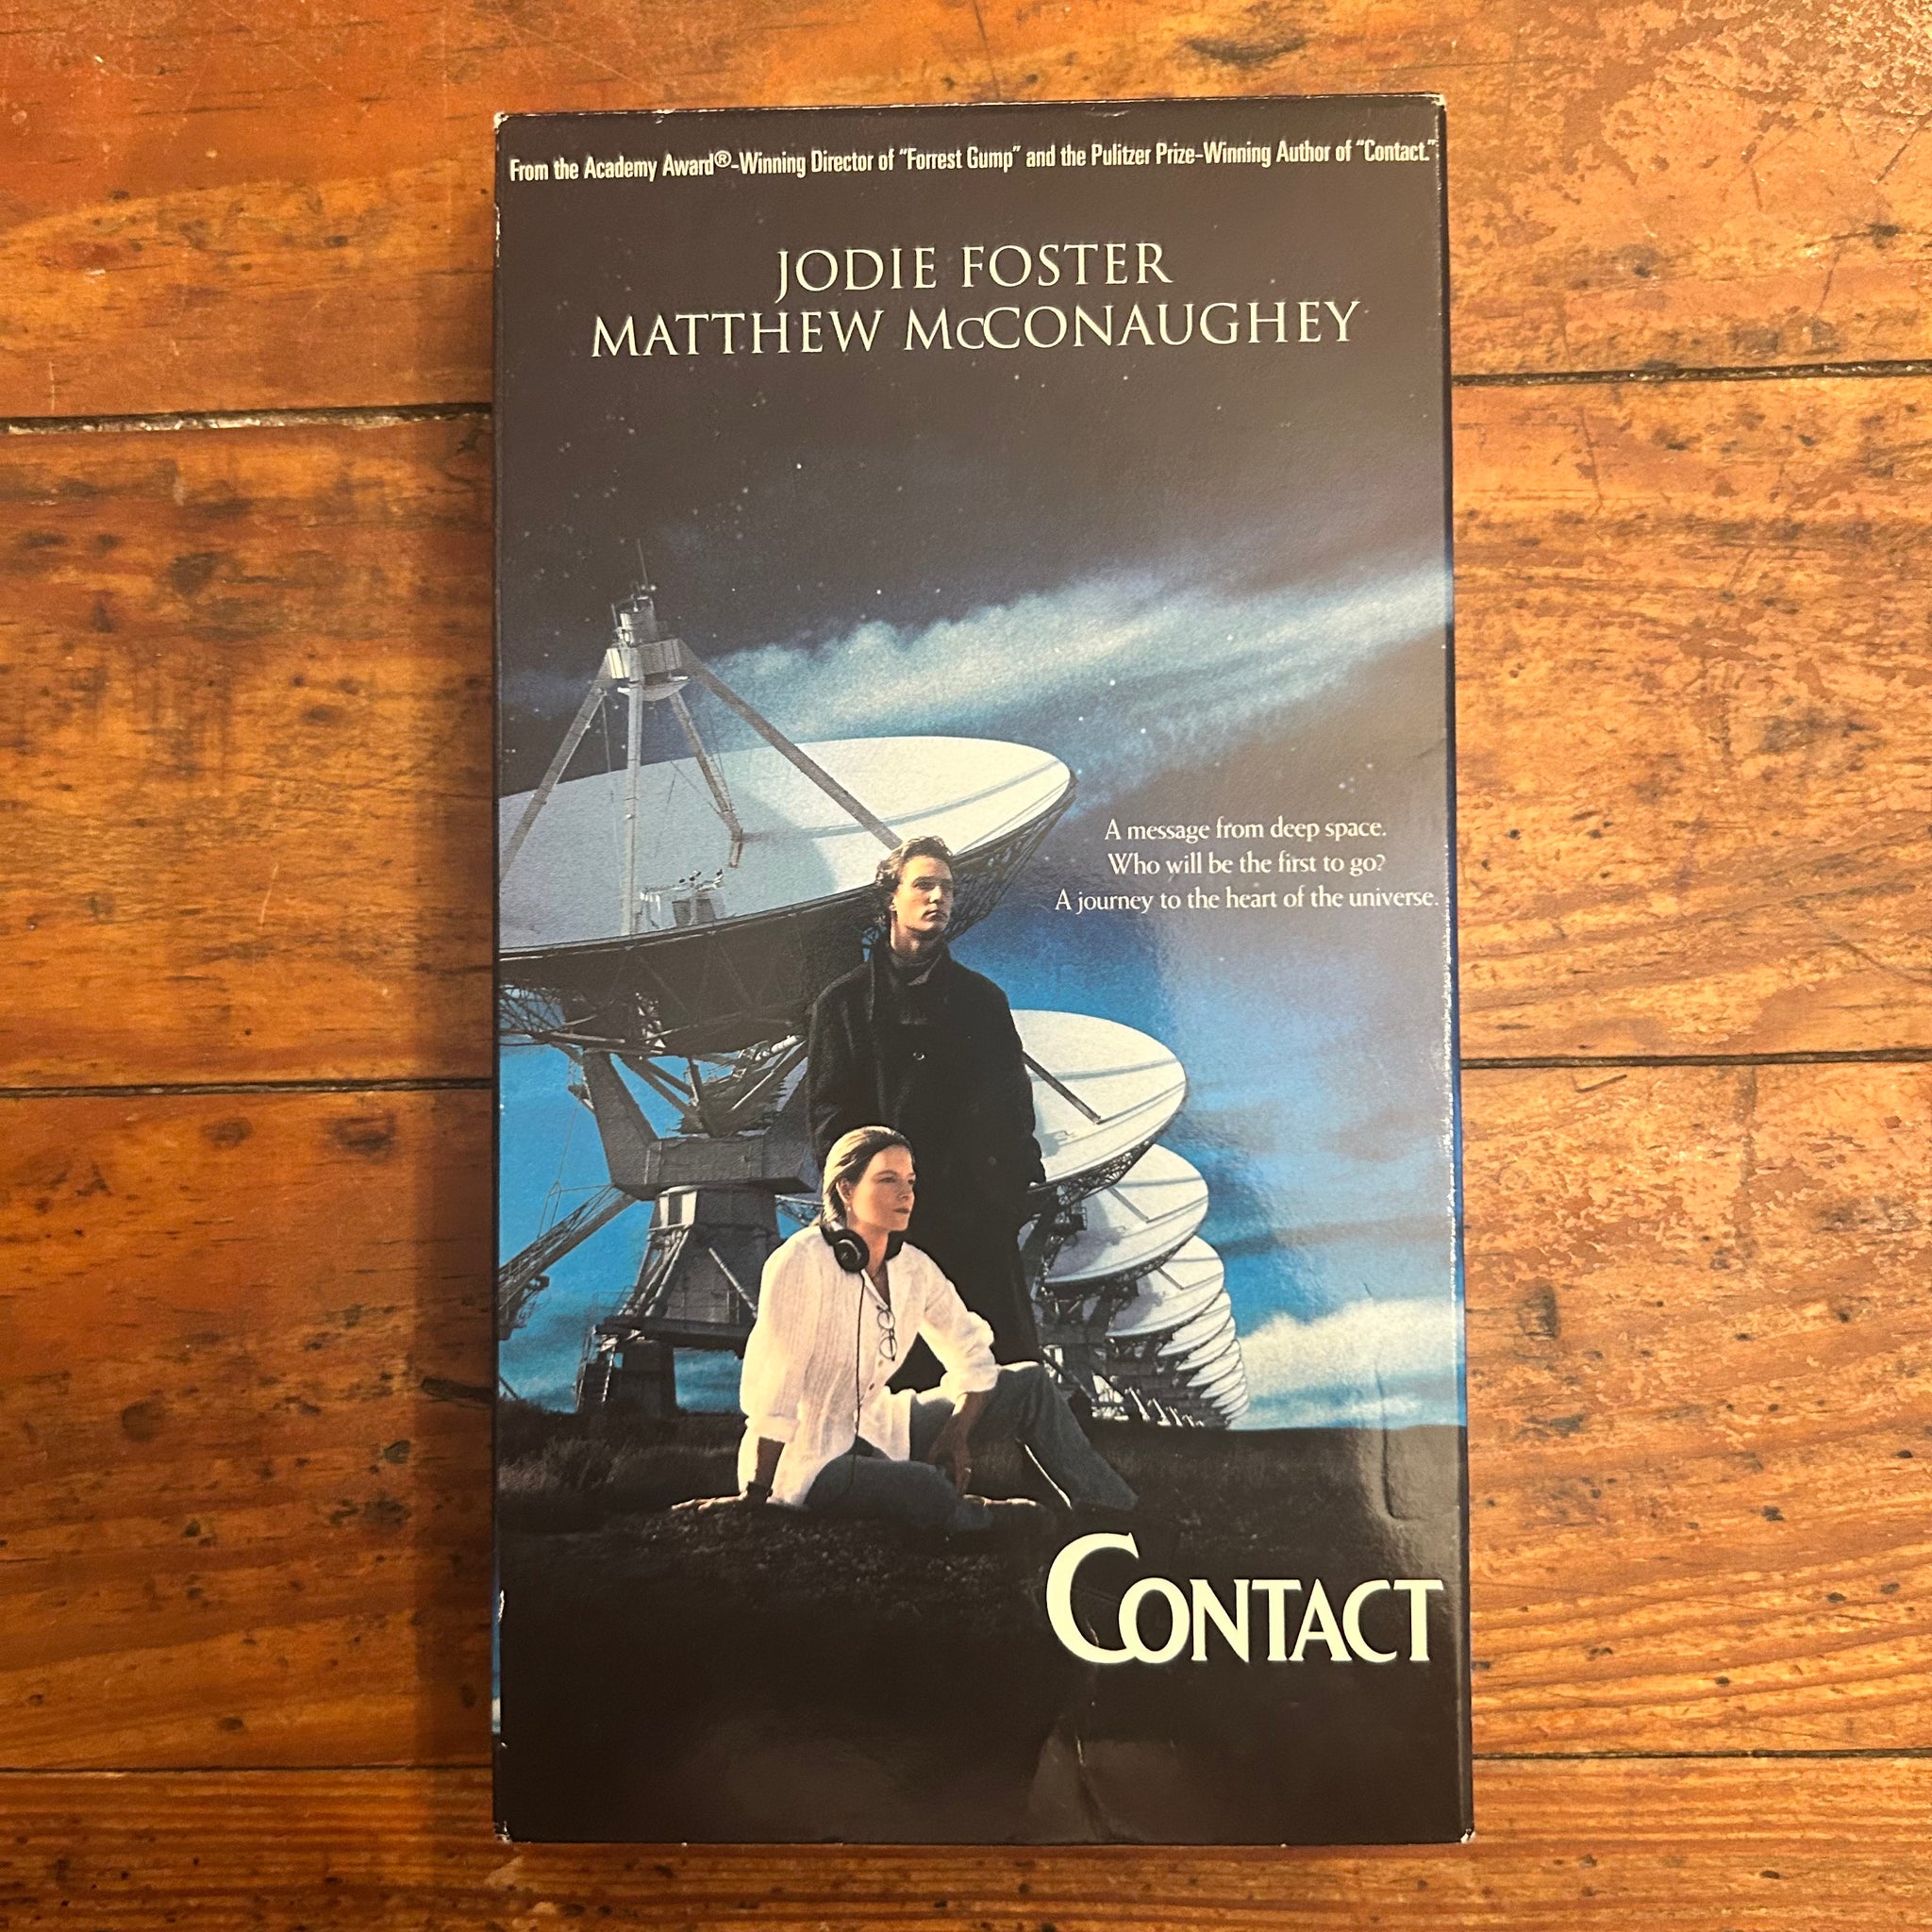 From the Academy Award®-Winning Director of "Forrest Gump" and the Pulitzer Prize-Winning Author of "Contact."
JODIE FOSTER
MATTHEW McCONAUGHEY
A message from deep space.
Who will be the first to go?
A journey to the heart of the universe.
CONTACT